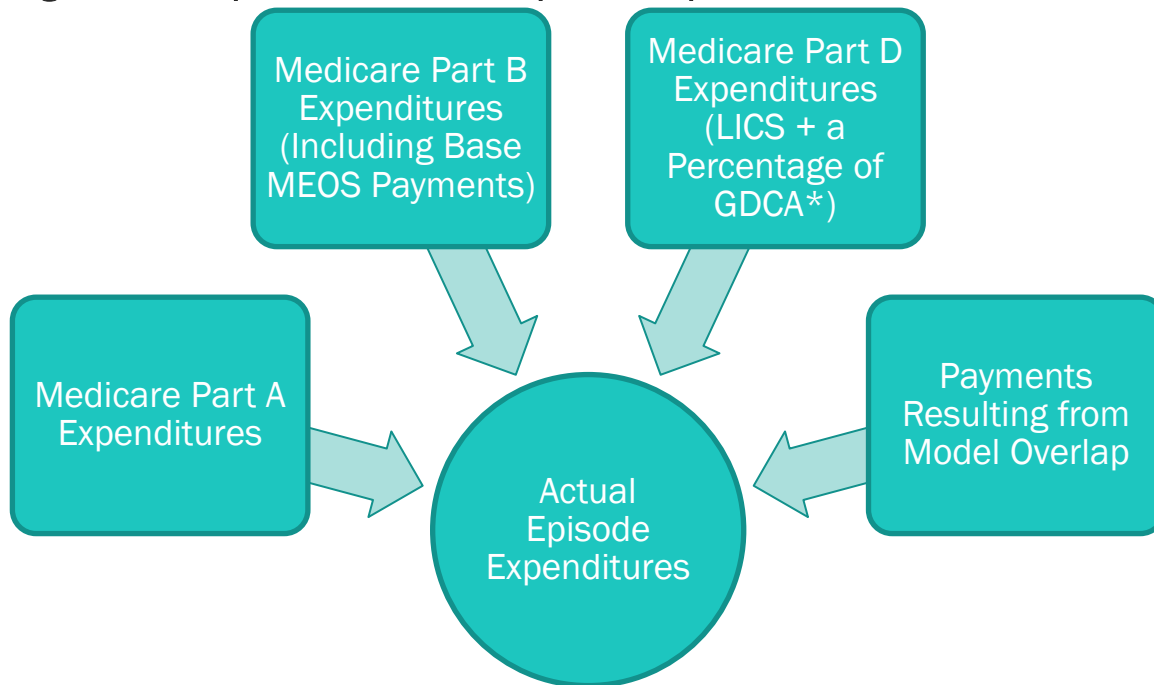 Medicare Part B
Expenditures
(Including Base
MEOS Payments)
Medicare Part D
Expenditures
(LICS + a
Percentage of
GDCA*)
Medicare Part A
Expenditures
Payments
Resulting from
Model Overlap
Actual
Episode
Expenditures